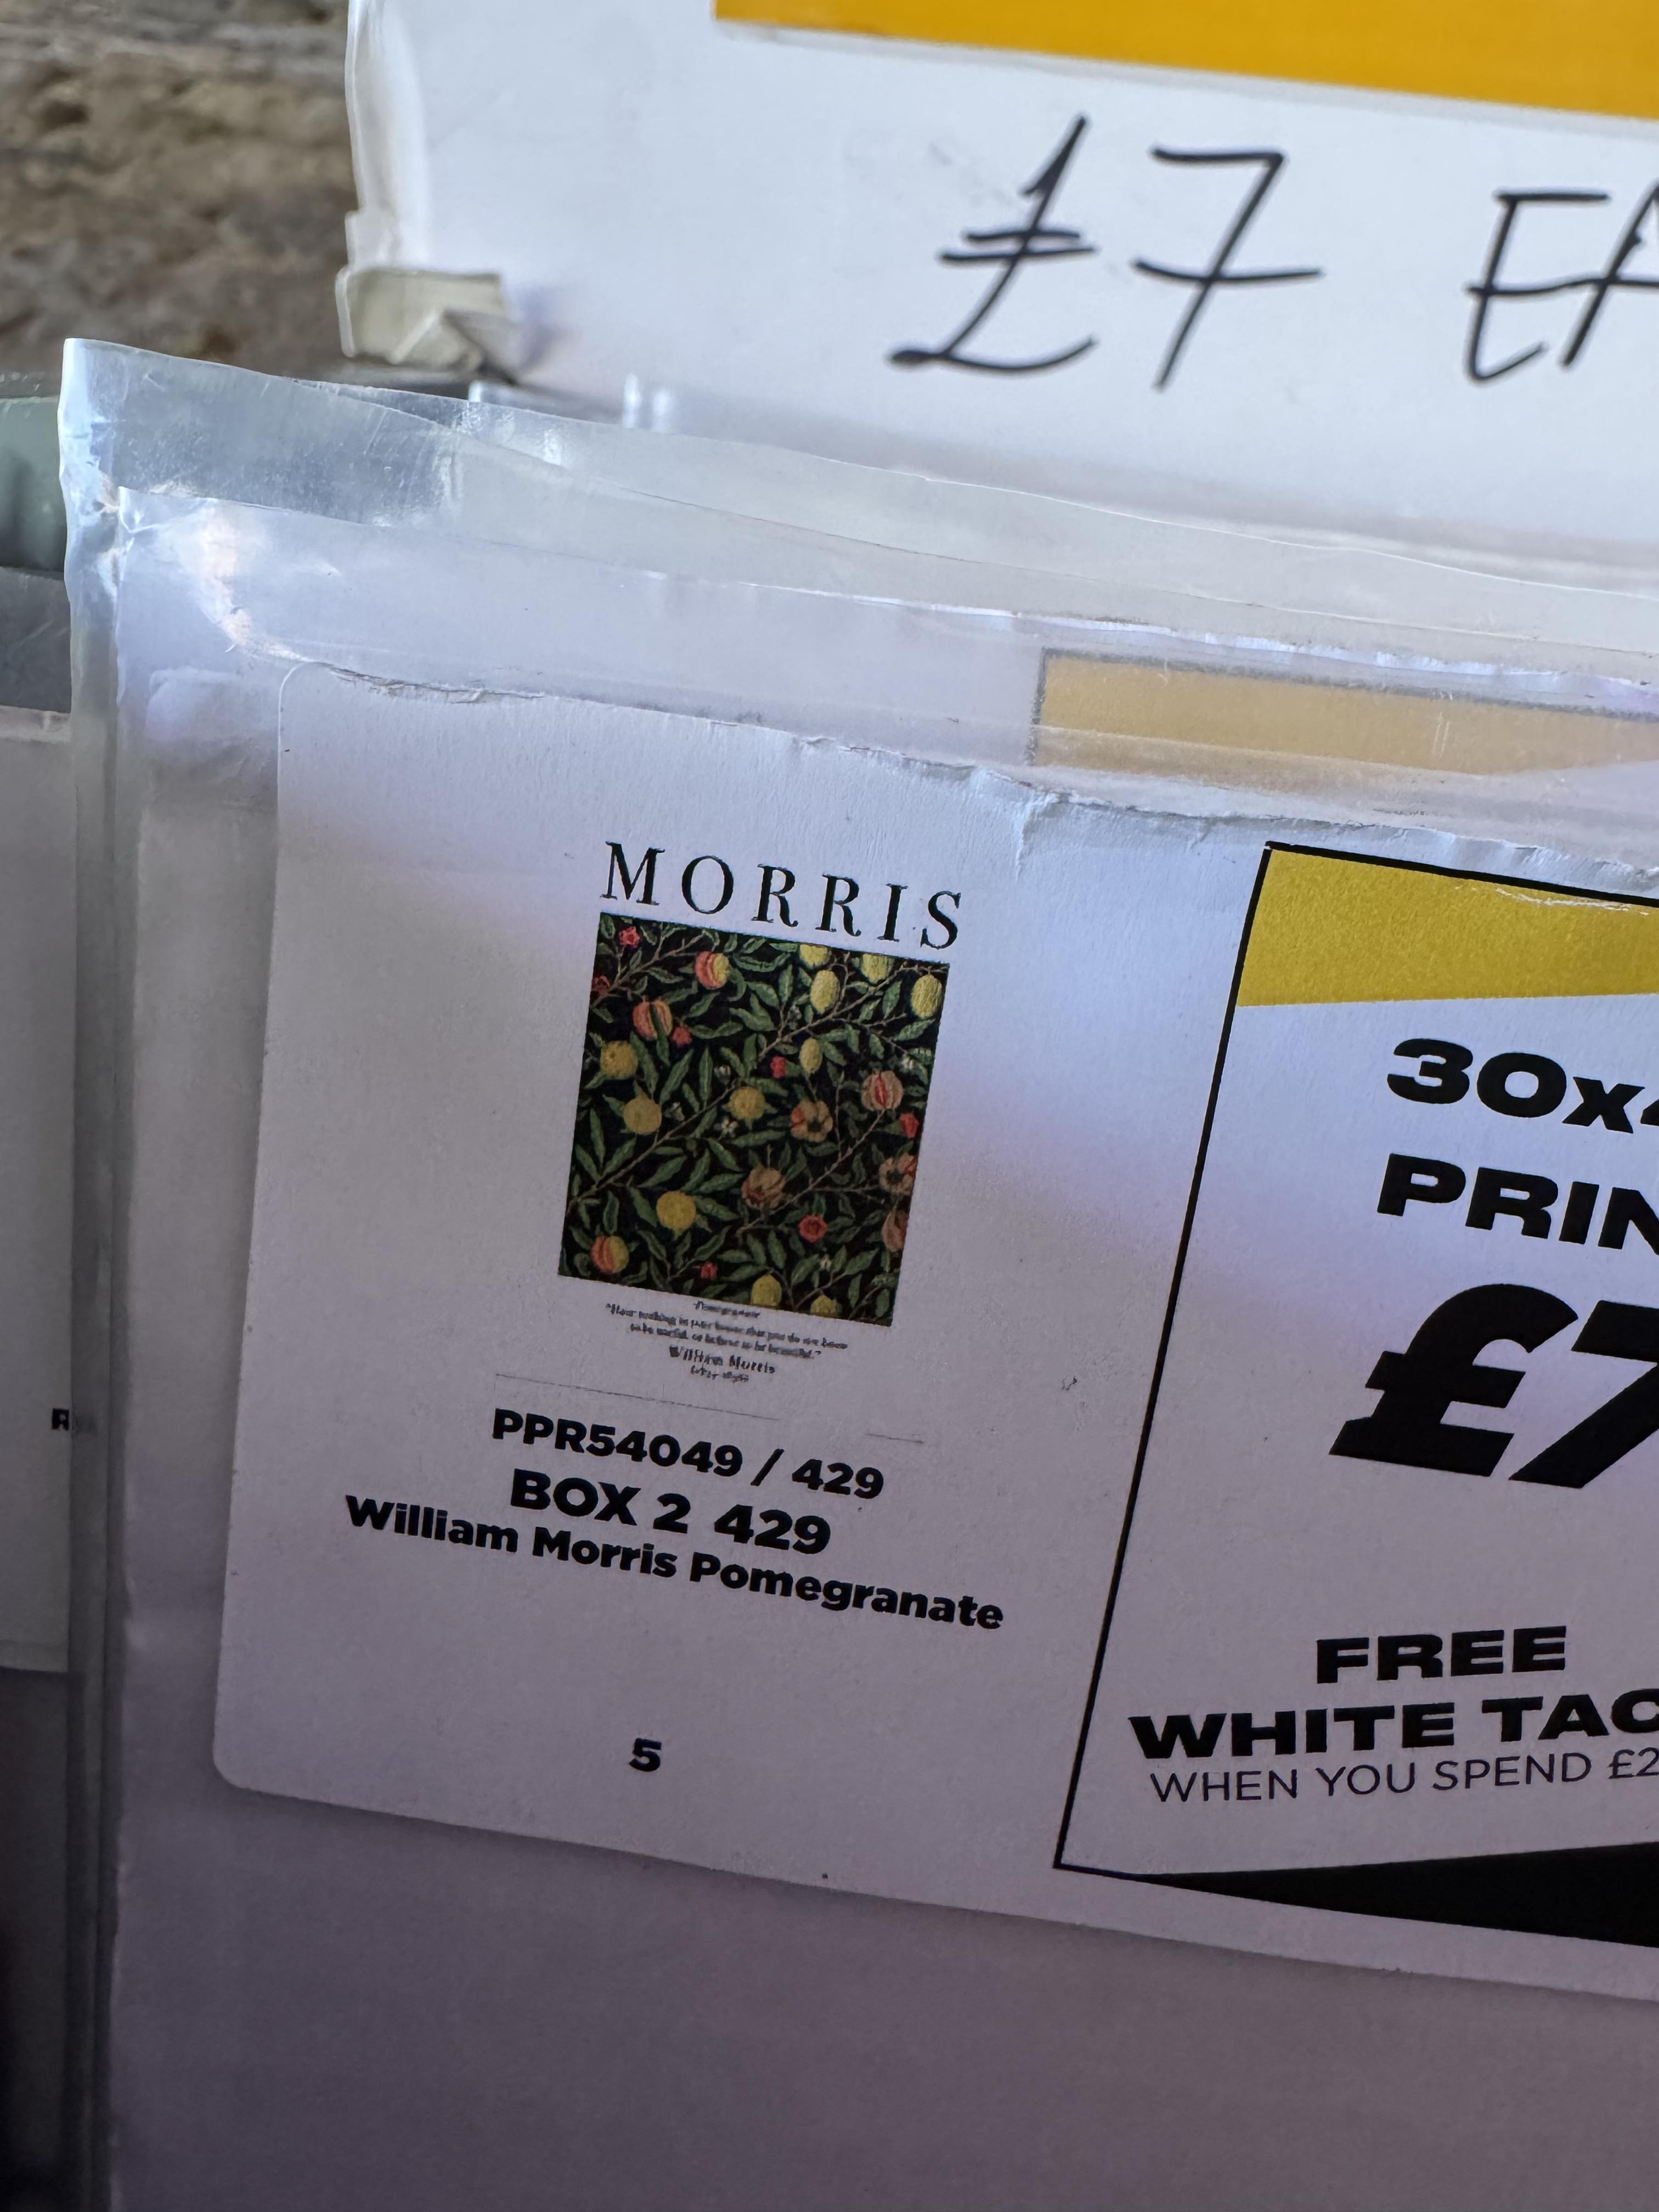 £7 EA
MORRIS
Pomegranate
"Have nothing in your house that you do not know
to be useful, or believe to be beautiful."
William Morris
PPR54049 / 429
BOX 2 429
William Morris Pomegranate
5
30x4
PRIN
£7
FREE
WHITE TAC
WHEN YOU SPEND £2